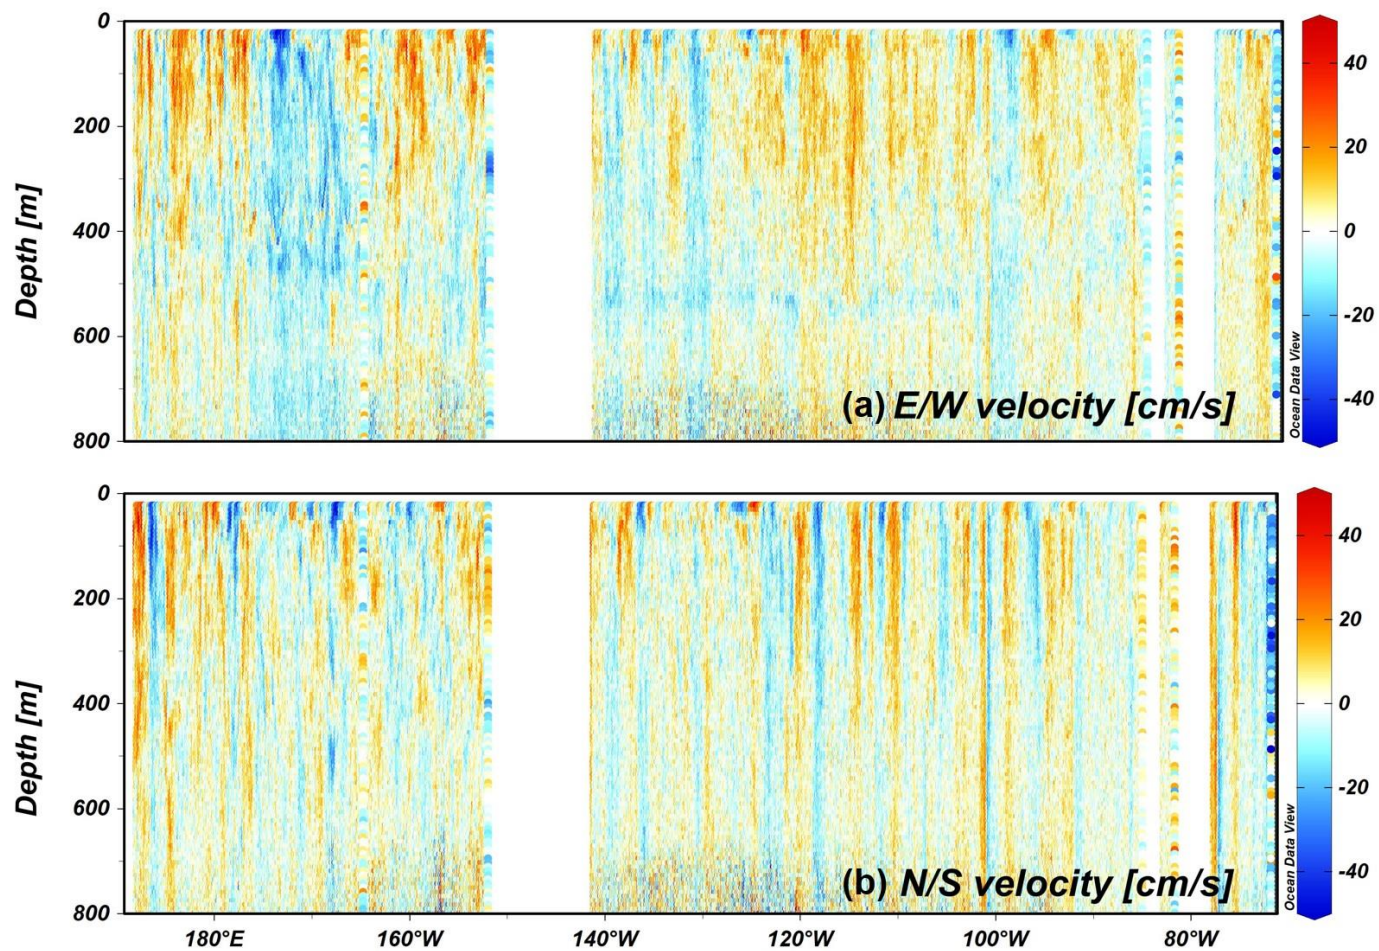 0
200
400
600
800
Depth [m]
(a) E/W velocity [cm/s]
Ocean Data View
40
20
0
-20
-40
0
200
400
600
800
Depth [m]
(b) N/S velocity [cm/s]
Ocean Data View
40
20
0
-20
-40
180°E 160°W 140°W 120°W 100°W 80°W